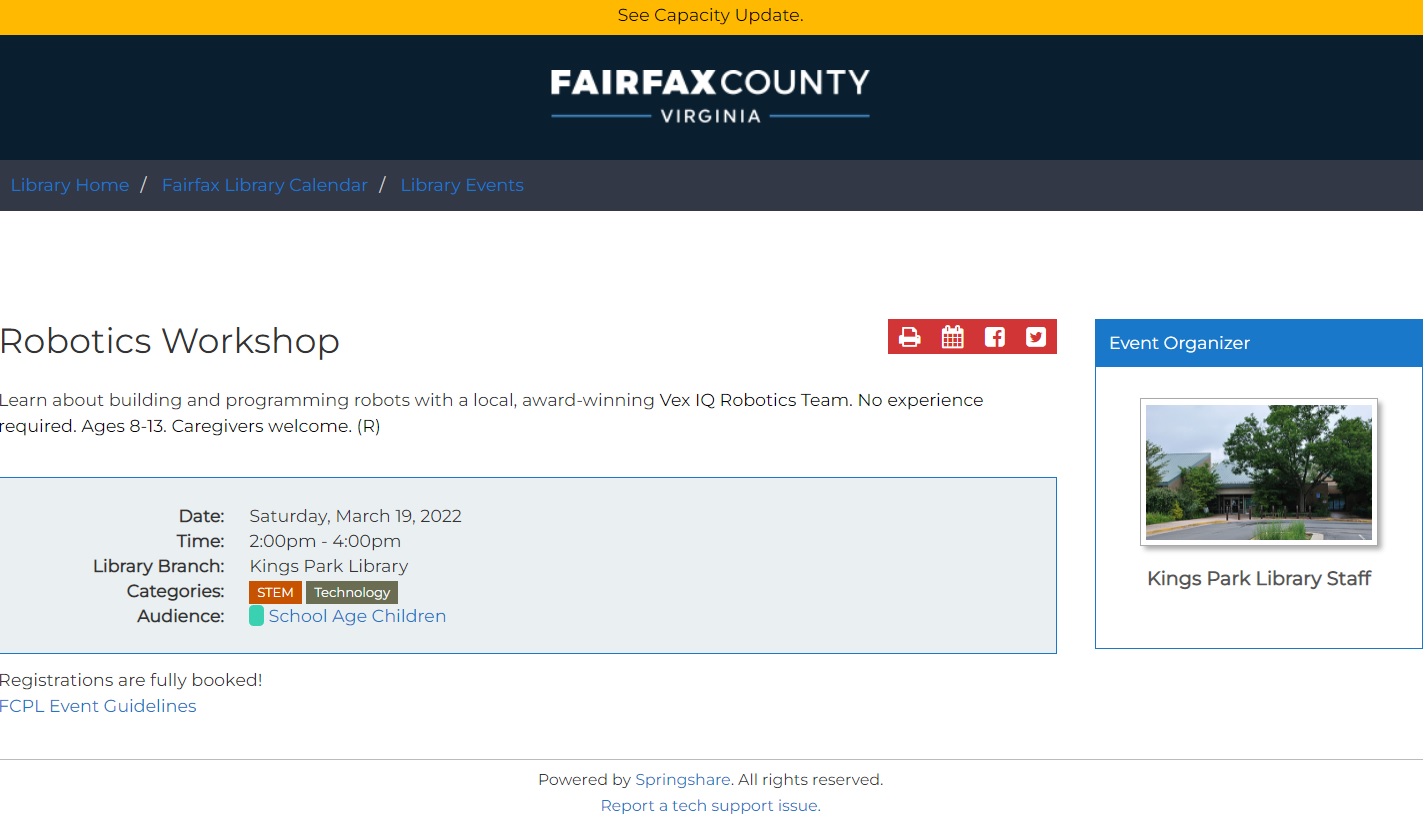 See Capacity Update.
FAIRFAX COUNTY
VIRGINIA
Library Home / Fairfax Library Calendar / Library Events
Robotics Workshop
Learn about building and programming robots with a local, award-winning Vex IQ Robotics Team. No experience
required. Ages 8-13. Caregivers welcome. (R)
Date: Saturday, March 19, 2022
Time: 2:00pm - 4:00pm
Library Branch: Kings Park Library
Categories: STEM Technology
Audience: School Age Children
Registrations are fully booked!
FCPL Event Guidelines
Event Organizer
Kings Park Library Staff
Powered by Springshare. All rights reserved.
Report a tech support issue.